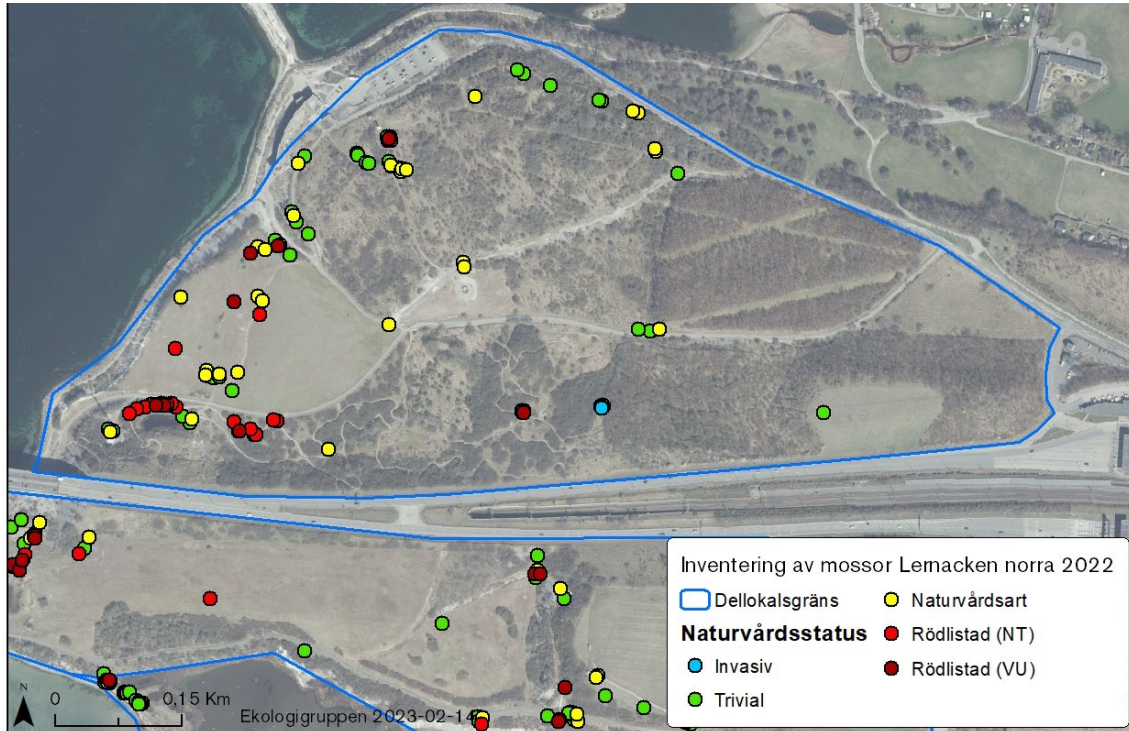 Inventering av mossor Lernacken norra 2022
Dellokalsgräns
Naturvårdsstatus
Invasiv
Trivial
Naturvårdsart
Rödlistad (NT)
Rödlistad (VU)
N
0 0,15 Km
Ekologigruppen 2023-02-14